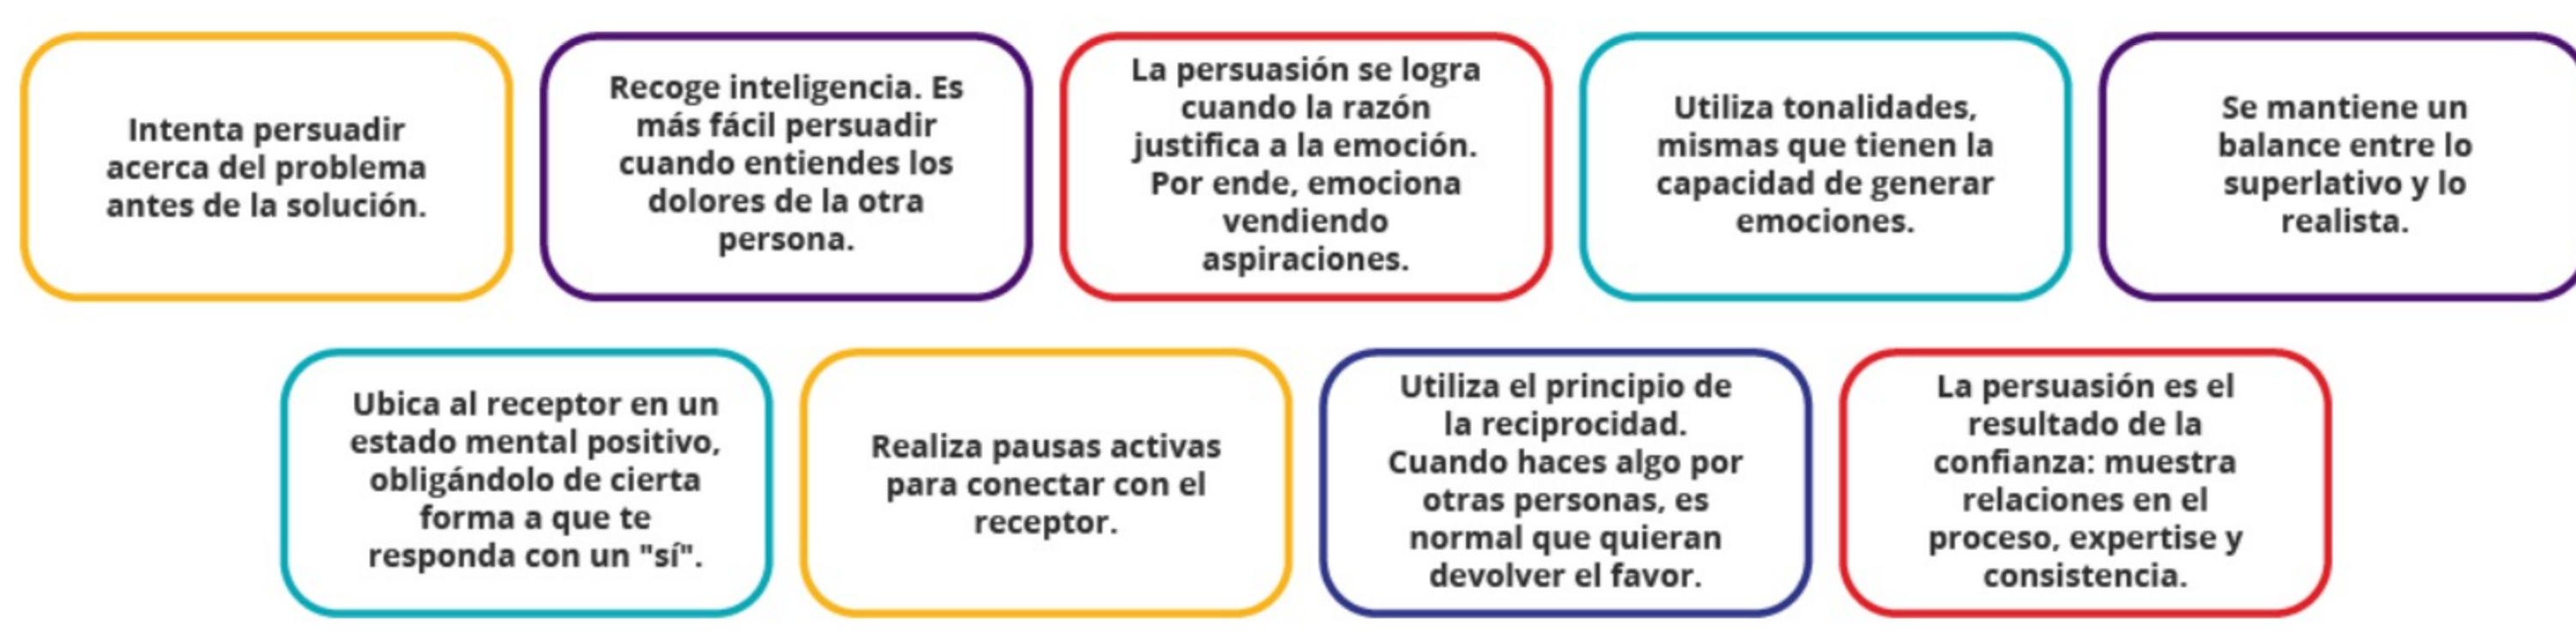 Intenta persuadir
acerca del problema
antes de la solución.
Recoge inteligencia. Es
más fácil persuadir
cuando entiendes los
dolores de la otra
persona.
La persuasión se logra
cuando la razón
justifica a la emoción.
Por ende, emociona
vendiendo
aspiraciones.
Utiliza tonalidades,
mismas que tienen la
capacidad de generar
emociones.
Se mantiene un
balance entre lo
superlativo y lo
realista.
Ubica al receptor en un
estado mental positivo,
obligándolo de cierta
forma a que te
responda con un "sí".
Realiza pausas activas
para conectar con el
receptor.
Utiliza el principio de
la reciprocidad.
Cuando haces algo por
otras personas, es
normal que quieran
devolver el favor.
La persuasión es el
resultado de la
confianza: muestra
relaciones en el
proceso, expertise y
consistencia.